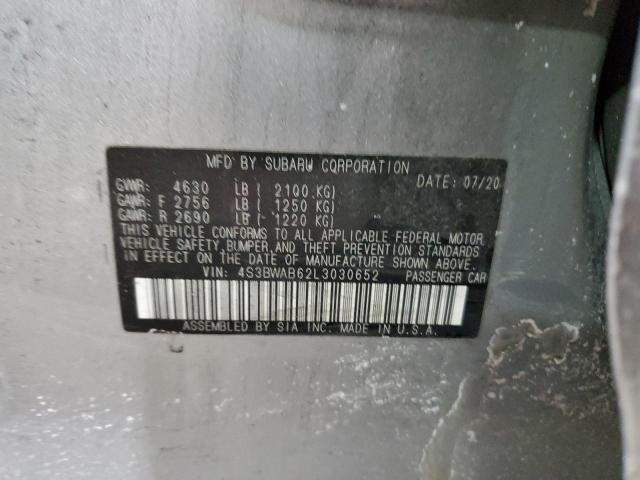 MFD BY SUBARU CORPORATION
DATE: 07/20
GVWR: 4630 LB ( 2100 KG)
GAWR: F 2756 LB ( 1250 KG)
GAWR: R 2690 LB ( 1220 KG)
THIS VEHICLE CONFORMS TO ALL APPLICABLE FEDERAL MOTOR
VEHICLE SAFETY, BUMPER, AND THEFT PREVENTION STANDARDS
IN EFFECT ON THE DATE OF MANUFACTURE SHOWN ABOVE.
VIN: 4S3BWAB62L3030652 PASSENGER CAR
ASSEMBLED BY SIA INC. MADE IN U.S.A.